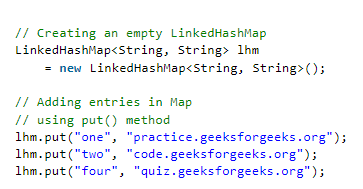 // Creating an empty LinkedHashMap
LinkedHashMap<String, String> lhm
    = new LinkedHashMap<String, String>();
// Adding entries in Map
// using put() method
lhm.put("one", "practice.geeksforgeeks.org");
lhm.put("two", "code.geeksforgeeks.org");
lhm.put("four", "quiz.geeksforgeeks.org");